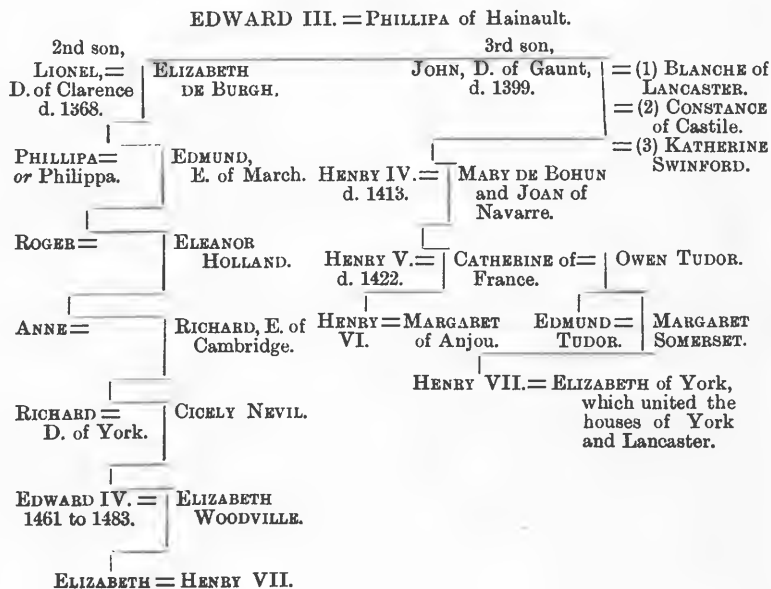 EDWARD III. = PHILLIPA of Hainault.
2nd son,
LIONEL, = ELIZABETH
D. of Clarence DE BURGH.
d. 1368.
3rd son,
JOHN, D. of Gaunt, = (1) BLANCHE of
d. 1399. LANCASTER.
= (2) CONSTANCE
of Castile.
= (3) KATHERINE
SWINFORD.
PHILLIPA = EDMUND,
or Philippa. E. of March.
HENRY IV. = MARY DE BOHUN
d. 1413. and JOAN of
Navarre.
ROGER = ELEANOR
HOLLAND.
HENRY V. = CATHERINE of = OWEN TUDOR.
d. 1422. France.
ANNE = RICHARD, E. of
Cambridge.
HENRY = MARGARET
VI. of Anjou.
EDMUND = MARGARET
TUDOR. SOMERSET.
HENRY VII. = ELIZABETH of York,
which united the
houses of York
and Lancaster.
RICHARD = CICELY NEVIL.
D. of York.
EDWARD IV. = ELIZABETH
1461 to 1483. WOODVILLE.
ELIZABETH = HENRY VII.